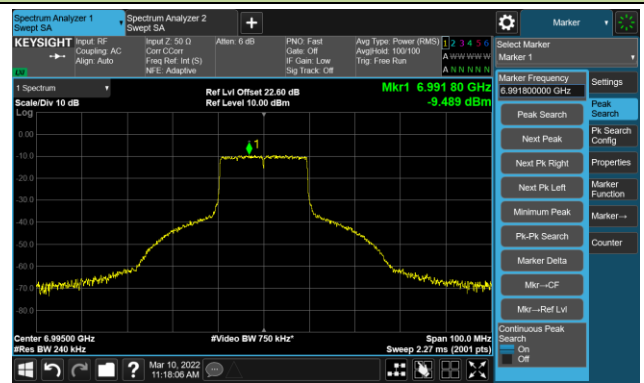 Spectrum Analyzer 1
Swept SA
Spectrum Analyzer 2
Swept SA
Marker
KEYSIGHT
Input: RF
Coupling: AC
Align: Auto
Input Z: 50 Ω
Corr CCorr
Freq Ref: Int (S)
NFE: Adaptive
Atten: 6 dB
PNO: Fast
Gate: Off
IF Gain: Low
Sig Track: Off
Avg Type: Power (RMS)
Avg|Hold: 100/100
Trig: Free Run
1 2 3 4 5 6
A W W W W W
A N N N N N
LW
Select Marker
Marker 1
1 Spectrum
Scale/Div 10 dB
Log
Ref Lvl Offset 22.60 dB
Ref Level 10.00 dBm
Mkr1 6.991 80 GHz
-9.489 dBm
1
0.00
-10.0
-20.0
-30.0
-40.0
-50.0
-60.0
-70.0
-80.0
Center 6.99500 GHz
#Res BW 240 kHz
#Video BW 750 kHz*
Span 100.0 MHz
Sweep 2.27 ms (2001 pts)
Marker Frequency
6.991800000 GHz
Peak Search
Next Peak
Next Pk Right
Next Pk Left
Minimum Peak
Pk-Pk Search
Marker Delta
Mkr→CF
Mkr→Ref Lvl
Continuous Peak
Search
On
Off
Settings
Peak
Search
Pk Search
Config
Properties
Marker
Function
Marker→
Counter
?
Mar 10, 2022
11:18:06 AM